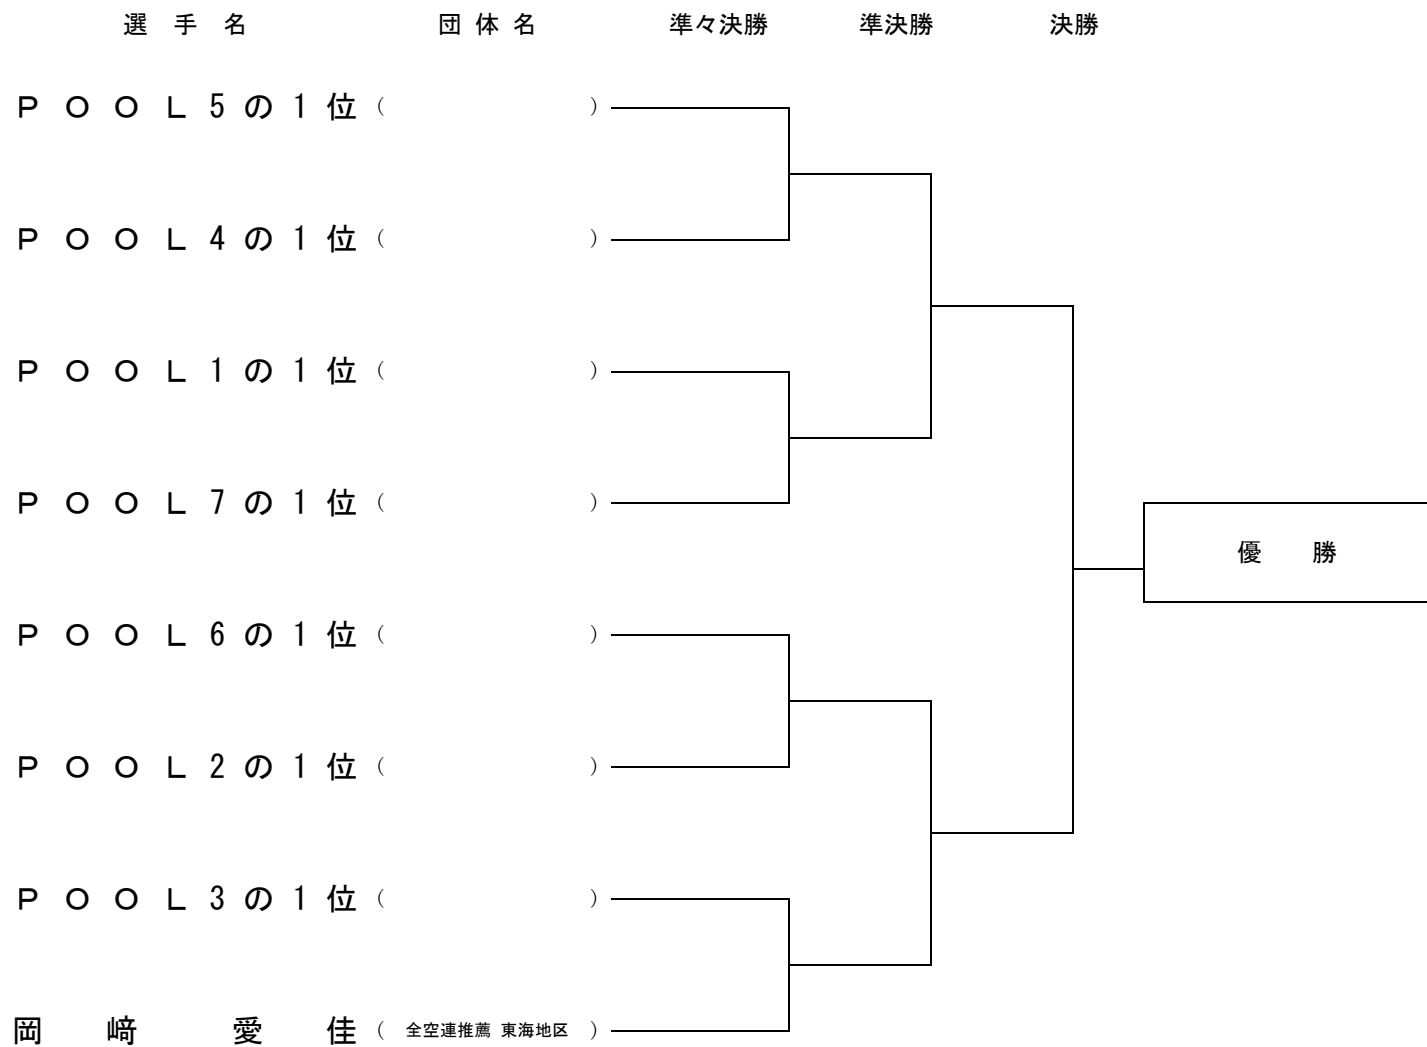 選 手 名 団 体 名 準々決勝 準決勝 決勝
ＰＯＯＬ5の1位（ ）
ＰＯＯＬ4の1位（ ）
ＰＯＯＬ1の1位（ ）
ＰＯＯＬ7の1位（ ）
優 勝
ＰＯＯＬ6の1位（ ）
ＰＯＯＬ2の1位（ ）
ＰＯＯＬ3の1位（ ）
岡 﨑 愛 佳（ 全空連推薦 東海地区 ）